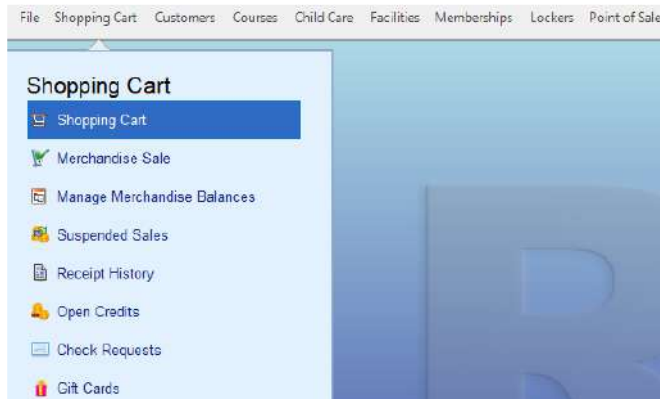 File Shopping Cart Customers Courses Child Care Facilities Memberships Lockers Point of Sale
Shopping Cart
Shopping Cart
Merchandise Sale
Manage Merchandise Balances
Suspended Sales
Receipt History
Open Credits
Check Requests
Gift Cards
R